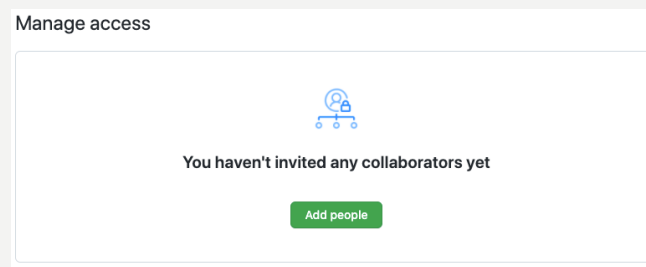 Manage access
You haven't invited any collaborators yet
Add people